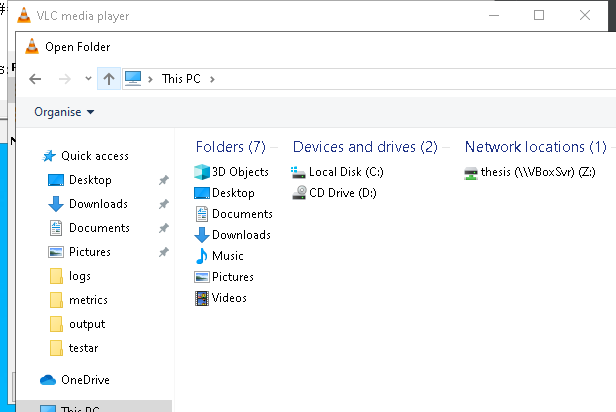 VLC media player
Open Folder
This PC
Organise
Quick access
Desktop
Downloads
Documents
Pictures
logs
metrics
output
testar
OneDrive
This PC
Folders (7)
3D Objects
Desktop
Documents
Downloads
Music
Pictures
Videos
Devices and drives (2)
Local Disk (C:)
CD Drive (D:)
Network locations (1)
thesis (\\VBoxSvr) (Z:)